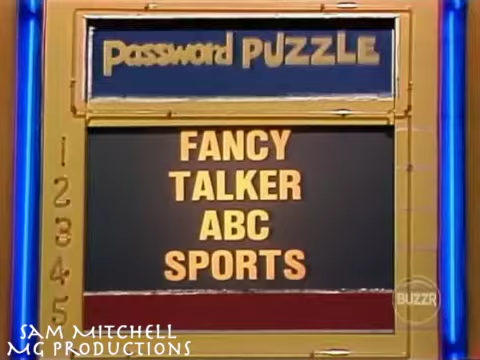 Password PUZZLE
1
FANCY
2
TALKER
3
ABC
4
SPORTS
5
BUZZR
SAM MITCHELL
MG PRODUCTIONS